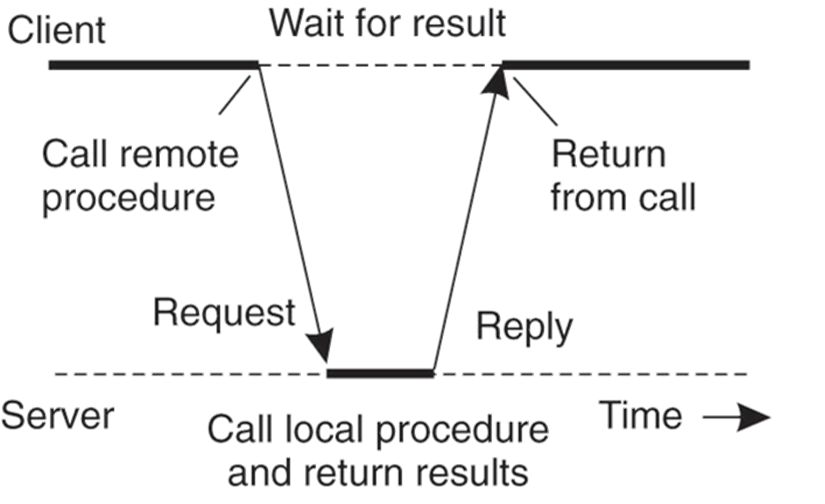 Client
Wait for result
Call remote
procedure
Return
from call
Request
Reply
Server
Call local procedure
and return results
Time